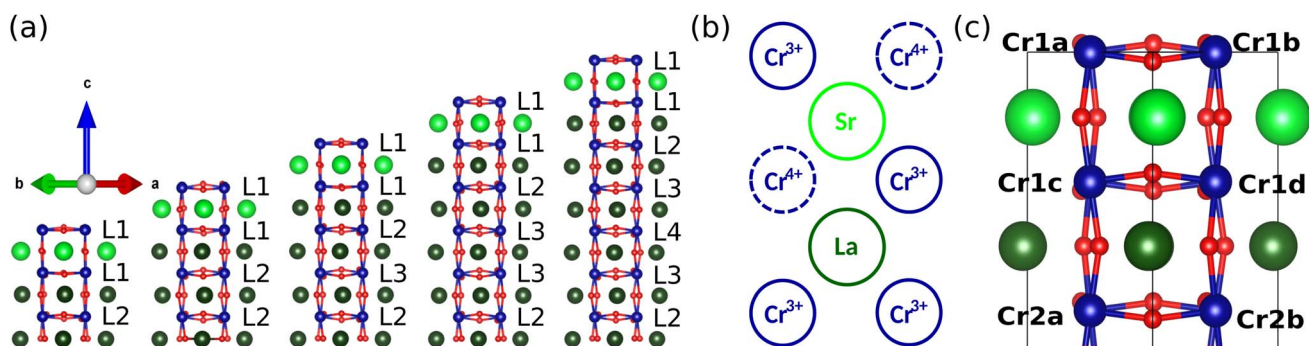 (a)
c
b
a
L1
L1
L2
L1
L1
L2
L2
L1
L1
L2
L3
L2
L1
L1
L2
L3
L3
L2
L1
L1
L2
L3
L4
L3
L2
(b)
Cr3+ Cr4+
Sr
Cr4+ Cr3+
La
Cr3+ Cr3+
(c)
Cr1a Cr1b
Cr1c Cr1d
Cr2a Cr2b